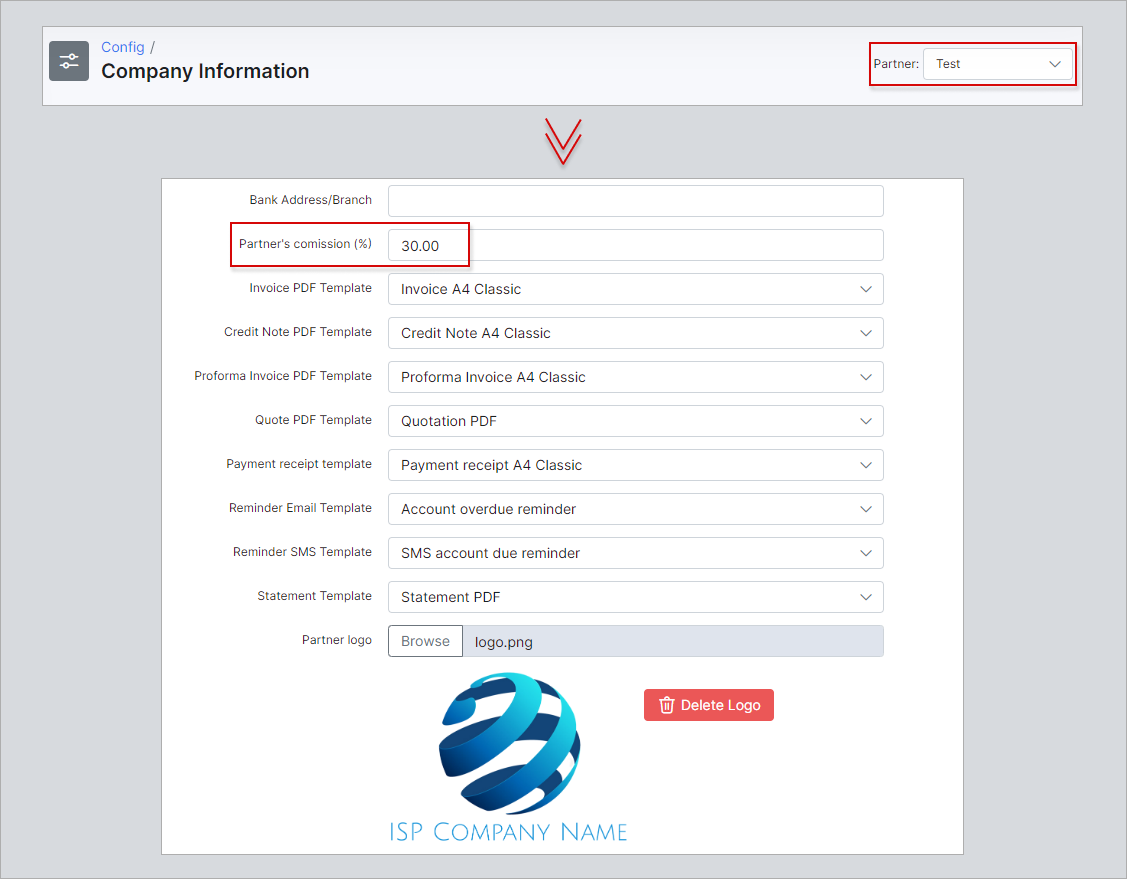 Config /
Company Information
Partner: Test
Bank Address/Branch
Partner's comission (%) 30.00
Invoice PDF Template Invoice A4 Classic
Credit Note PDF Template Credit Note A4 Classic
Proforma Invoice PDF Template Proforma Invoice A4 Classic
Quote PDF Template Quotation PDF
Payment receipt template Payment receipt A4 Classic
Reminder Email Template Account overdue reminder
Reminder SMS Template SMS account due reminder
Statement Template Statement PDF
Partner logo Browse logo.png
Delete Logo
ISP Company Name